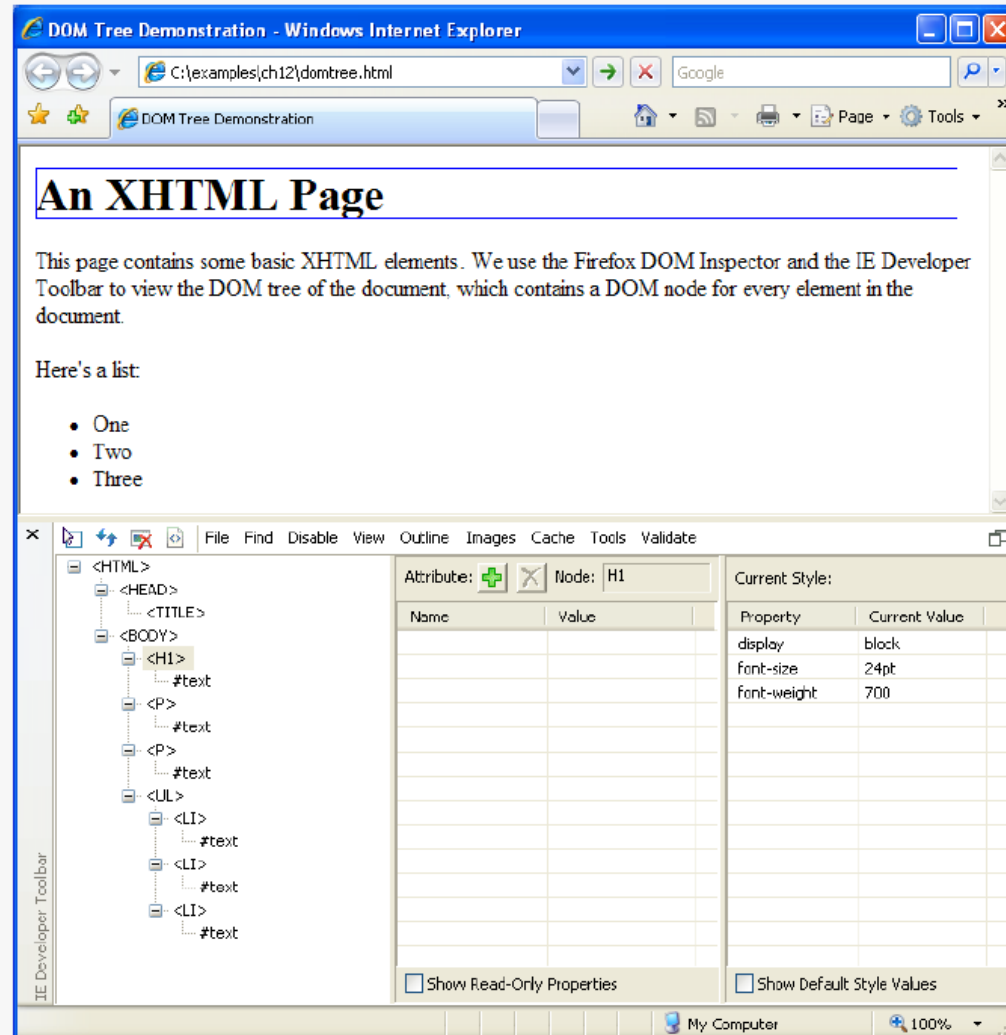 DOM Tree Demonstration - Windows Internet Explorer
C:\examples\ch12\domtree.html
Google
DOM Tree Demonstration
Page
Tools
»
An XHTML Page
This page contains some basic XHTML elements. We use the Firefox DOM Inspector and the IE Developer
Toolbar to view the DOM tree of the document, which contains a DOM node for every element in the
document.
Here's a list:
• One
• Two
• Three
File Find Disable View Outline Images Cache Tools Validate
<HTML>
<HEAD>
<TITLE>
<BODY>
<H1>
#text
<P>
#text
<P>
#text
<UL>
<LI>
#text
<LI>
#text
<LI>
#text
IE Developer Toolbar
Attribute: Node: H1
Name Value
Show Read-Only Properties
Current Style:
Property Current Value
display block
font-size 24pt
font-weight 700
Show Default Style Values
My Computer
100%